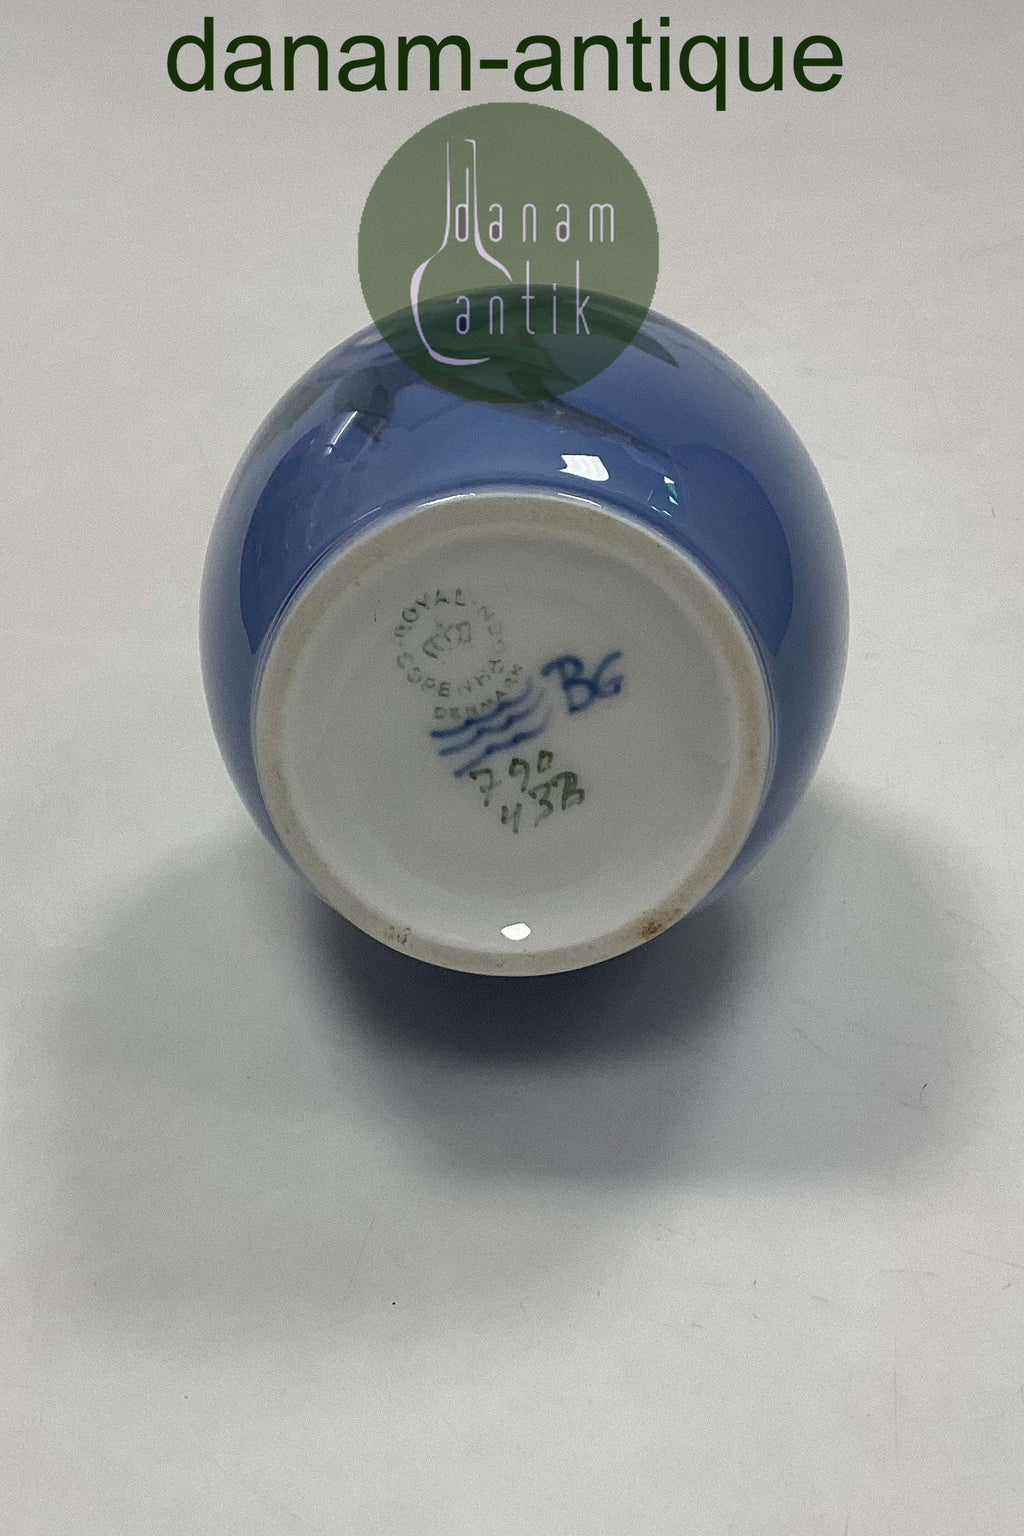 danam-antique
danam
antik
ROYAL
COPENHAGEN
DENMARK
BG
790
43B